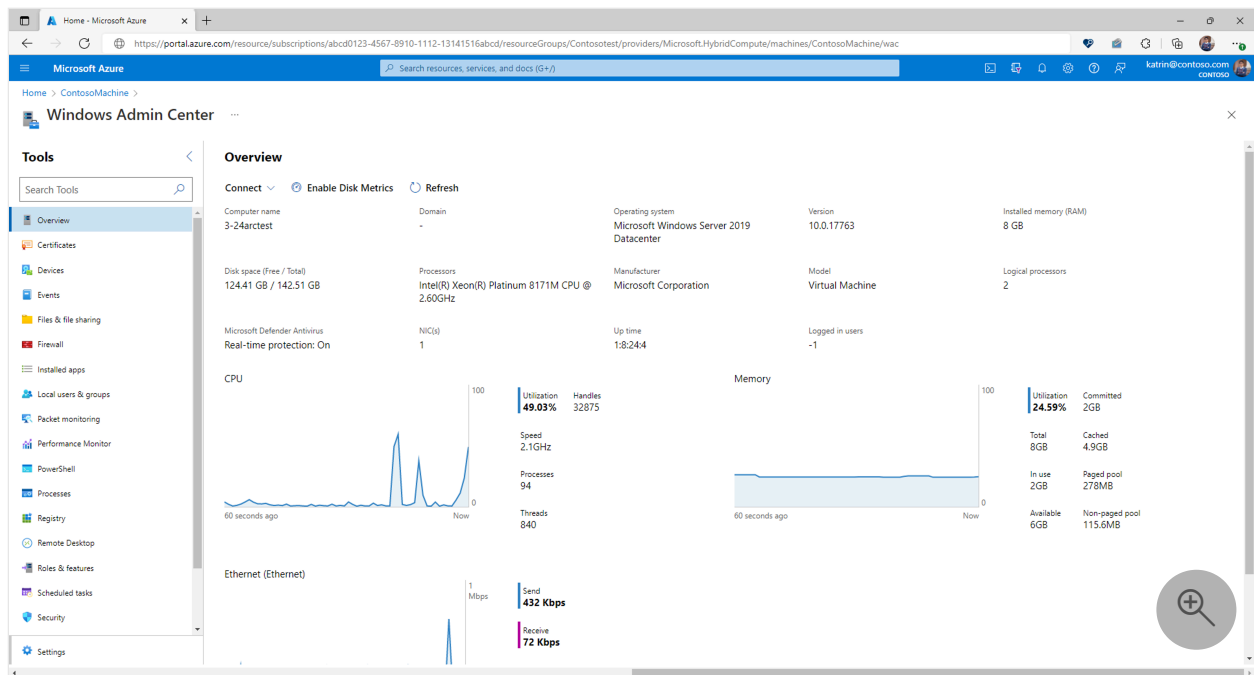 Home - Microsoft Azure
https://portal.azure.com/resource/subscriptions/abcd0123-4567-8910-1112-13141516abcd/resourceGroups/Contosotest/providers/Microsoft.HybridCompute/machines/ContosoMachine/wac
Microsoft Azure
Search resources, services, and docs (G+/)
katrin@contoso.com
CONTOSO
Home > ContosoMachine >
Windows Admin Center ...
Tools
Search Tools
Overview
Certificates
Devices
Events
Files & file sharing
Firewall
Installed apps
Local users & groups
Packet monitoring
Performance Monitor
PowerShell
Processes
Registry
Remote Desktop
Roles & features
Scheduled tasks
Security
Settings
Overview
Connect Enable Disk Metrics Refresh
Computer name
3-24arctest
Domain
-
Operating system
Microsoft Windows Server 2019
Datacenter
Version
10.0.17763
Installed memory (RAM)
8 GB
Disk space (Free / Total)
124.41 GB / 142.51 GB
Processors
Intel(R) Xeon(R) Platinum 8171M CPU @
2.60GHz
Manufacturer
Microsoft Corporation
Model
Virtual Machine
Logical processors
2
Microsoft Defender Antivirus
Real-time protection: On
NIC(s)
1
Up time
1:8:24:4
Logged in users
-1
CPU
100
0
60 seconds ago Now
Utilization
49.03%
Handles
32875
Speed
2.1GHz
Processes
94
Threads
840
Memory
100
0
60 seconds ago Now
Utilization
24.59%
Committed
2GB
Total
8GB
Cached
4.9GB
In use
2GB
Paged pool
278MB
Available
6GB
Non-paged pool
115.6MB
Ethernet (Ethernet)
1
Mbps
Send
432 Kbps
Receive
72 Kbps